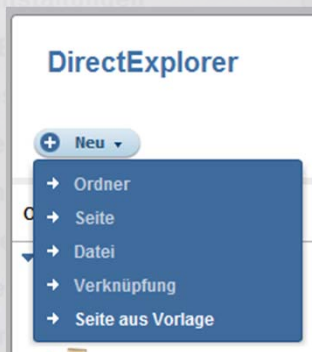 DirectExplorer
Neu
Ordner
Seite
Datei
Verknüpfung
Seite aus Vorlage